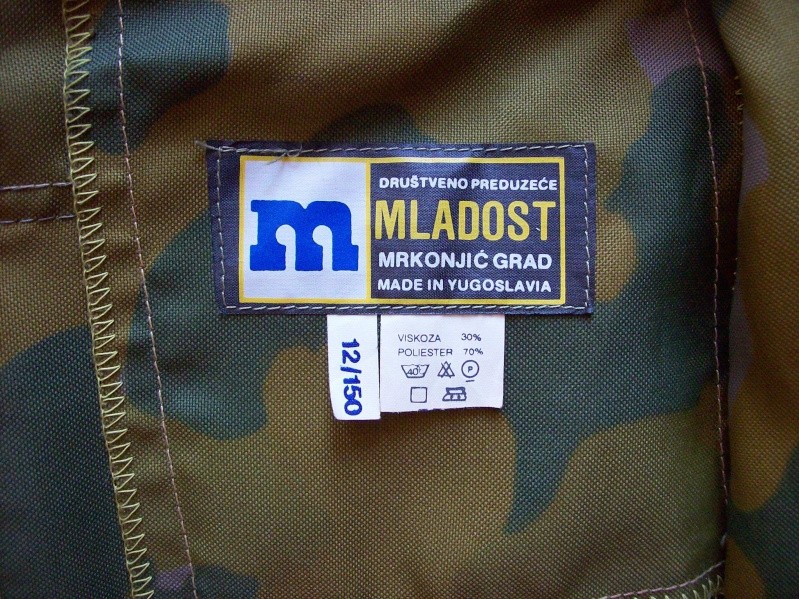 m
DRUŠTVENO PREDUZEĆE
MLADOST
MRKONJIĆ GRAD
MADE IN YUGOSLAVIA
12/150
VISKOZA 30%
POLIESTER 70%
40° P